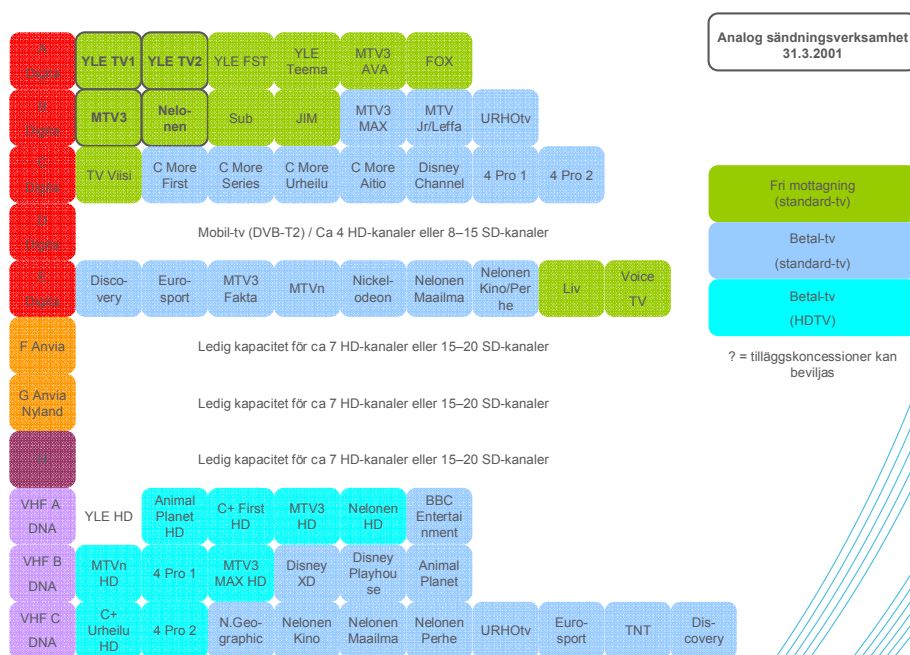 Analog sändningsverksamhet
31.3.2001
A
Digita
YLE TV1
YLE TV2
YLE FST
YLE
Teema
MTV3
AVA
FOX
B
Digita
MTV3
Nelo-
nen
Sub
JIM
MTV3
MAX
MTV
Jr/Leffa
URHOtv
C
Digita
TV Viisi
C More
First
C More
Series
C More
Urheilu
C More
Aitio
Disney
Channel
4 Pro 1
4 Pro 2
D
Digita
Mobil-tv (DVB-T2) / Ca 4 HD-kanaler eller 8–15 SD-kanaler
E
Digita
Disco-
very
Euro-
sport
MTV3
Fakta
MTVn
Nickel-
odeon
Nelonen
Maailma
Nelonen
Kino/Per
he
Liv
Voice
TV
F Anvia
Ledig kapacitet för ca 7 HD-kanaler eller 15–20 SD-kanaler
G Anvia
Nyland
Ledig kapacitet för ca 7 HD-kanaler eller 15–20 SD-kanaler
Ledig kapacitet för ca 7 HD-kanaler eller 15–20 SD-kanaler
VHF A
DNA
YLE HD
Animal
Planet
HD
C+ First
HD
MTV3
HD
Nelonen
HD
BBC
Entertai
nment
VHF B
DNA
MTVn
HD
4 Pro 1
MTV3
MAX HD
Disney
XD
Disney
Playhou
se
Animal
Planet
VHF C
DNA
C+
Urheilu
HD
4 Pro 2
N.Geo-
graphic
Nelonen
Kino
Nelonen
Maailma
Nelonen
Perhe
URHOtv
Euro-
sport
TNT
Dis-
covery
Fri mottagning
(standard-tv)
Betal-tv
(standard-tv)
Betal-tv
(HDTV)
? = tilläggskoncessioner kan
beviljas